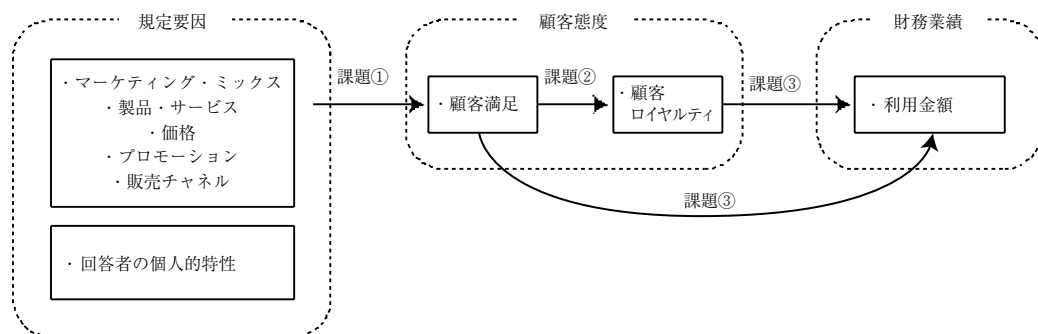 規定要因
・マーケティング・ミックス
・製品・サービス
・価格
・プロモーション
・販売チャネル
・回答者の個人的特性
課題①
顧客態度
・顧客満足
課題②
・顧客
ロイヤルティ
課題③
課題③
財務業績
・利用金額